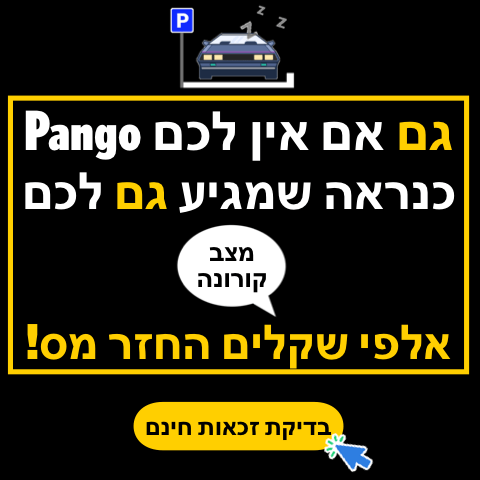 P
z
z
z
גם אם אין לכם Pango
כנראה שמגיע גם לכם
מצב
קורונה
אלפי שקלים החזר מס!
בדיקת זכאות חינם